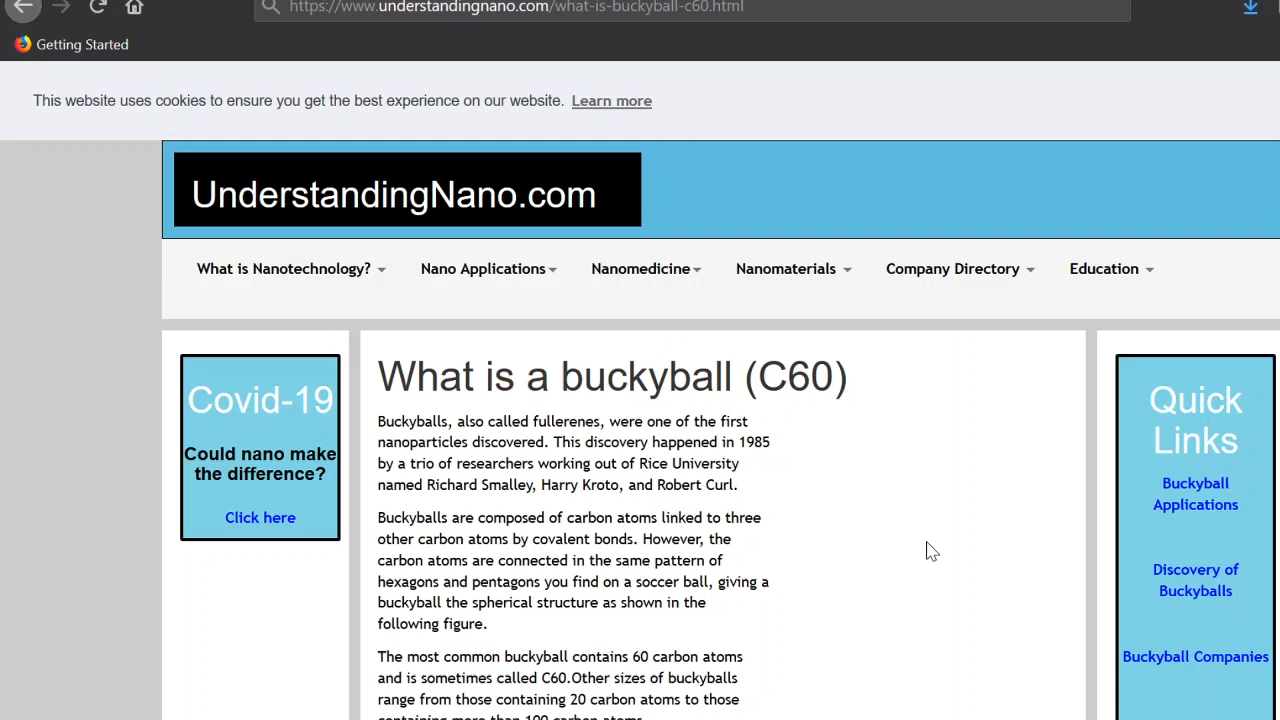 https://www.understandingnano.com/what-is-buckyball-c60.html
Getting Started
This website uses cookies to ensure you get the best experience on our website. Learn more
UnderstandingNano.com
What is Nanotechnology? Nano Applications Nanomedicine Nanomaterials Company Directory Education
Covid-19
Could nano make
the difference?
Click here
What is a buckyball (C60)
Buckyballs, also called fullerenes, were one of the first
nanoparticles discovered. This discovery happened in 1985
by a trio of researchers working out of Rice University
named Richard Smalley, Harry Kroto, and Robert Curl.
Buckyballs are composed of carbon atoms linked to three
other carbon atoms by covalent bonds. However, the
carbon atoms are connected in the same pattern of
hexagons and pentagons you find on a soccer ball, giving a
buckyball the spherical structure as shown in the
following figure.
The most common buckyball contains 60 carbon atoms
and is sometimes called C60.Other sizes of buckyballs
range from those containing 20 carbon atoms to those
containing more than 100 carbon atoms.
Quick
Links
Buckyball
Applications
Discovery of
Buckyballs
Buckyball Companies